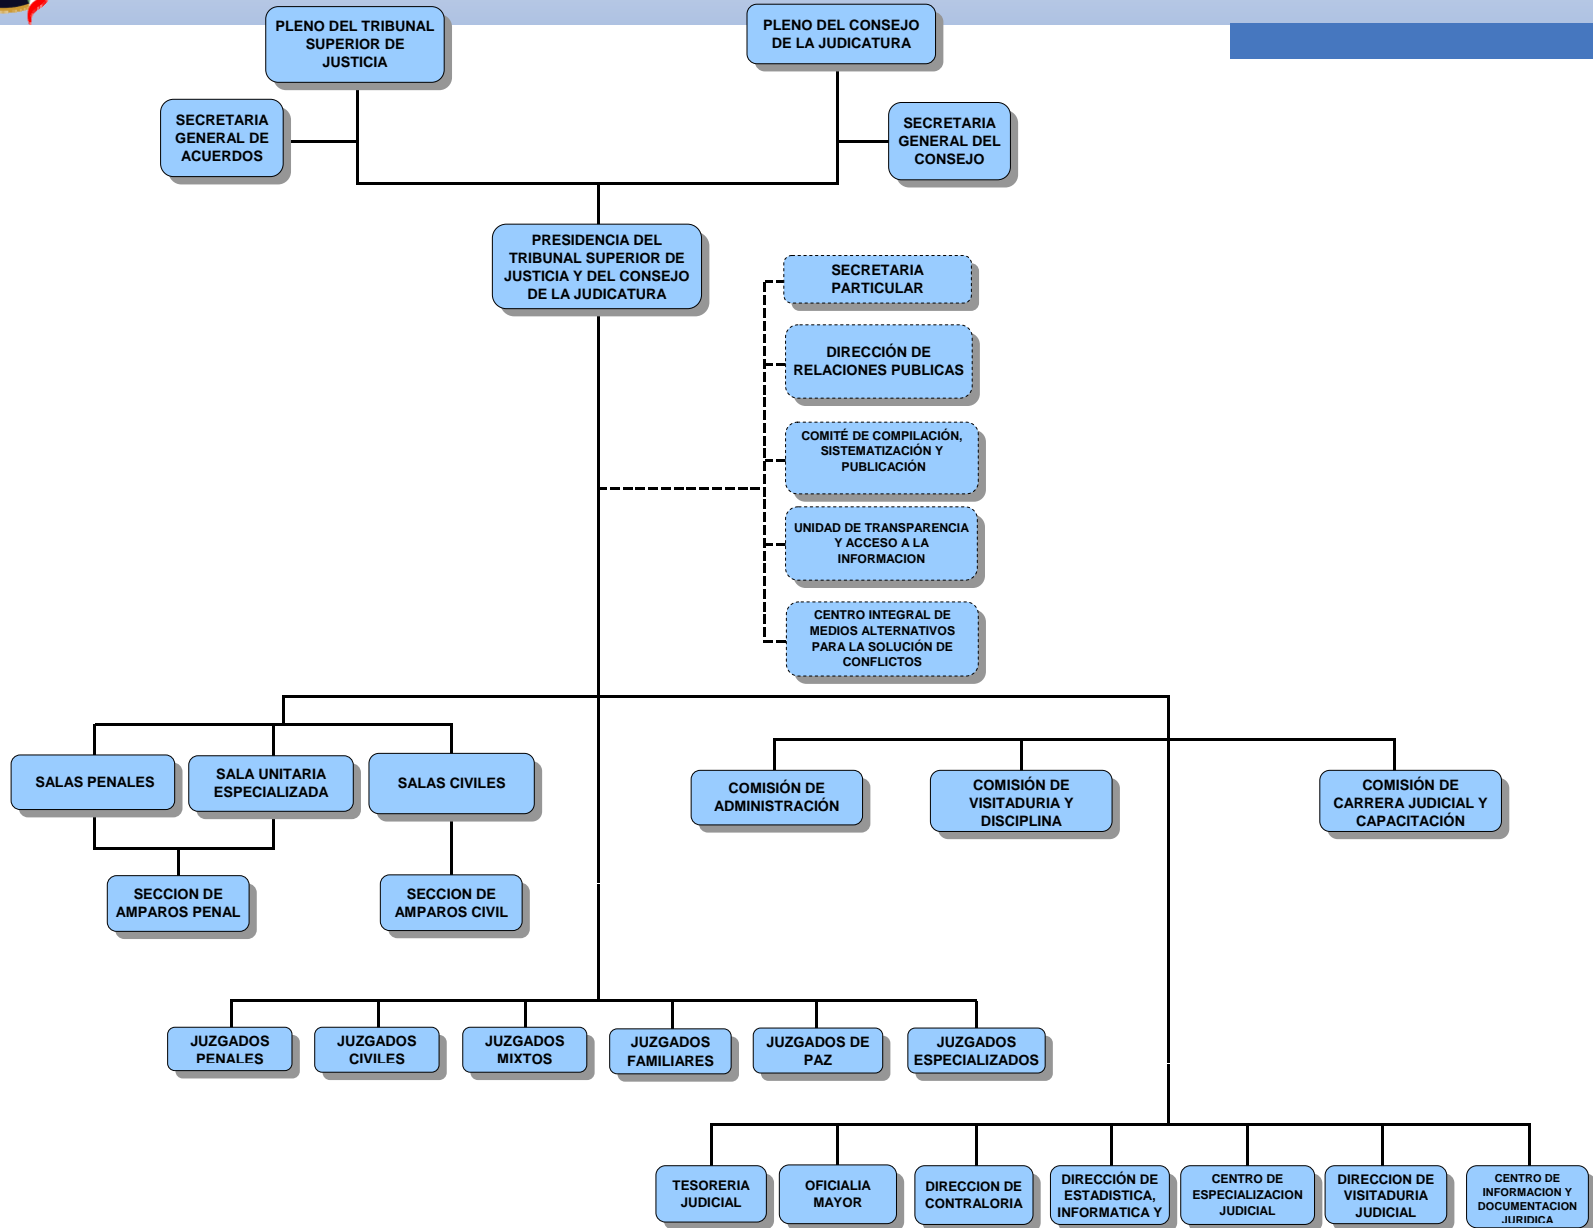 PLENO DEL TRIBUNAL
SUPERIOR DE
JUSTICIA
PLENO DEL CONSEJO
DE LA JUDICATURA
SECRETARIA
GENERAL DE
ACUERDOS
SECRETARIA
GENERAL DEL
CONSEJO
PRESIDENCIA DEL
TRIBUNAL SUPERIOR DE
JUSTICIA Y DEL CONSEJO
DE LA JUDICATURA
SECRETARIA
PARTICULAR
DIRECCIÓN DE
RELACIONES PUBLICAS
COMITÉ DE COMPILACIÓN,
SISTEMATIZACIÓN Y
PUBLICACIÓN
UNIDAD DE TRANSPARENCIA
Y ACCESO A LA
INFORMACION
CENTRO INTEGRAL DE
MEDIOS ALTERNATIVOS
PARA LA SOLUCIÓN DE
CONFLICTOS
SALAS PENALES
SALA UNITARIA
ESPECIALIZADA
SALAS CIVILES
COMISIÓN DE
ADMINISTRACIÓN
COMISIÓN DE
VISITADURIA Y
DISCIPLINA
COMISIÓN DE
CARRERA JUDICIAL Y
CAPACITACIÓN
SECCION DE
AMPAROS PENAL
SECCION DE
AMPAROS CIVIL
JUZGADOS
PENALES
JUZGADOS
CIVILES
JUZGADOS
MIXTOS
JUZGADOS
FAMILIARES
JUZGADOS DE
PAZ
JUZGADOS
ESPECIALIZADOS
TESORERIA
JUDICIAL
OFICIALIA
MAYOR
DIRECCION DE
CONTRALORIA
DIRECCIÓN DE
ESTADISTICA,
INFORMATICA Y
CENTRO DE
ESPECIALIZACION
JUDICIAL
DIRECCION DE
VISITADURIA
JUDICIAL
CENTRO DE
INFORMACION Y
DOCUMENTACION
JURIDICA